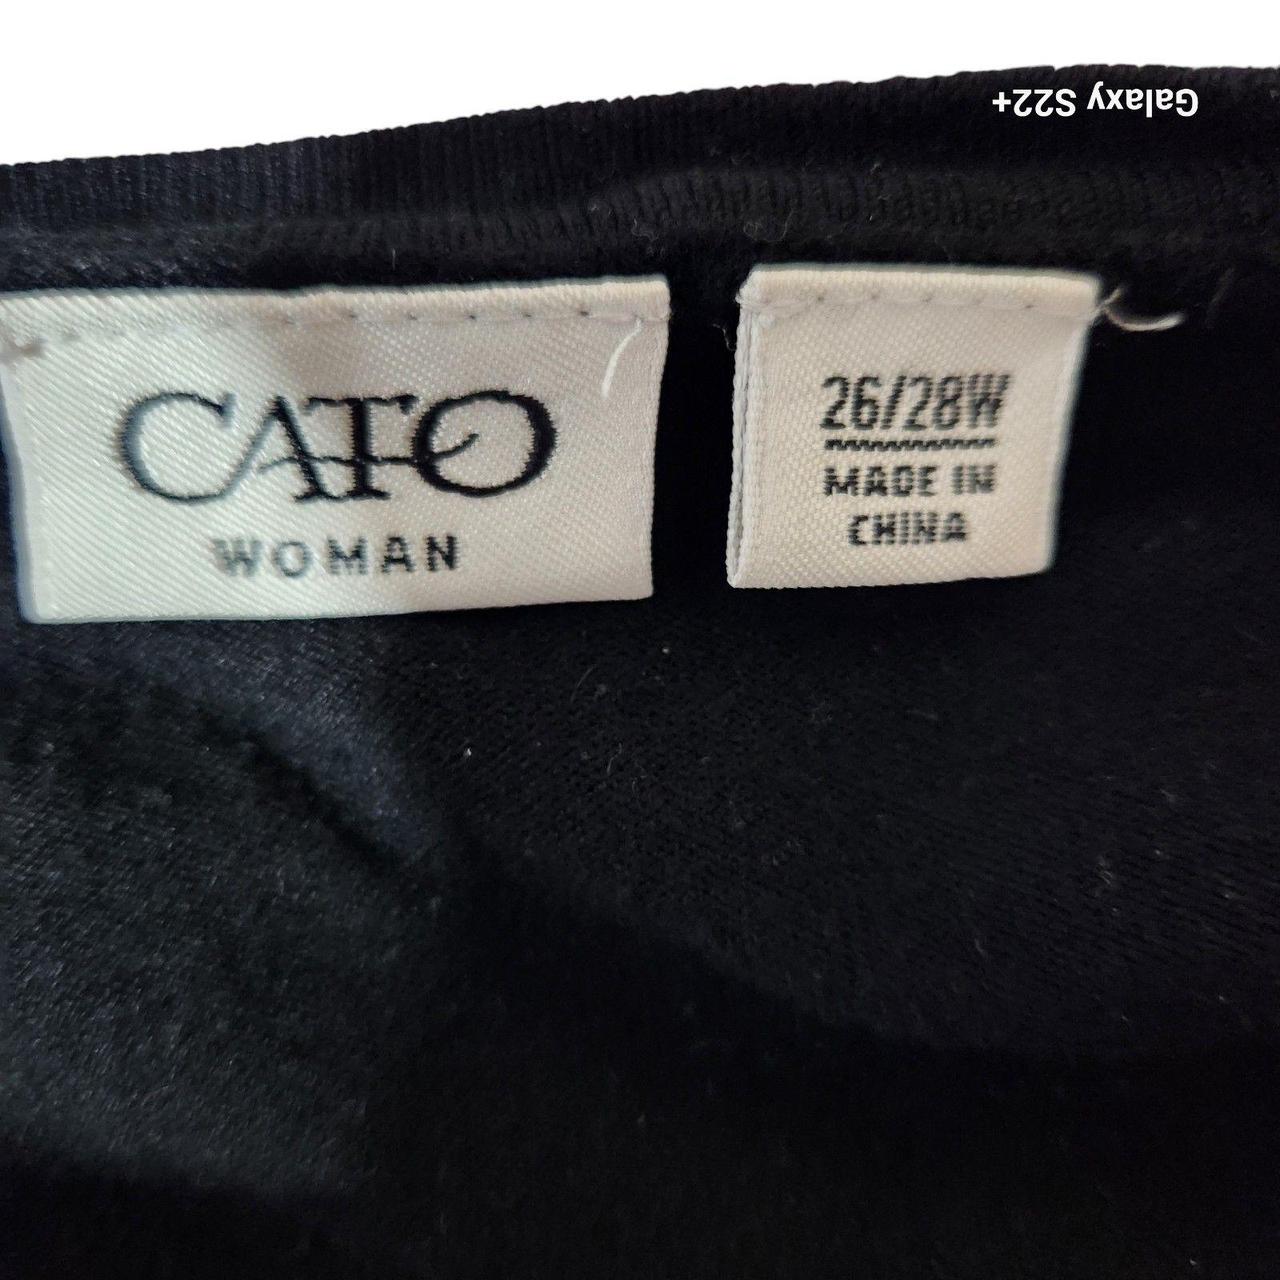 Galaxy S22+
CATO
WOMAN
26/28W
MADE IN
CHINA